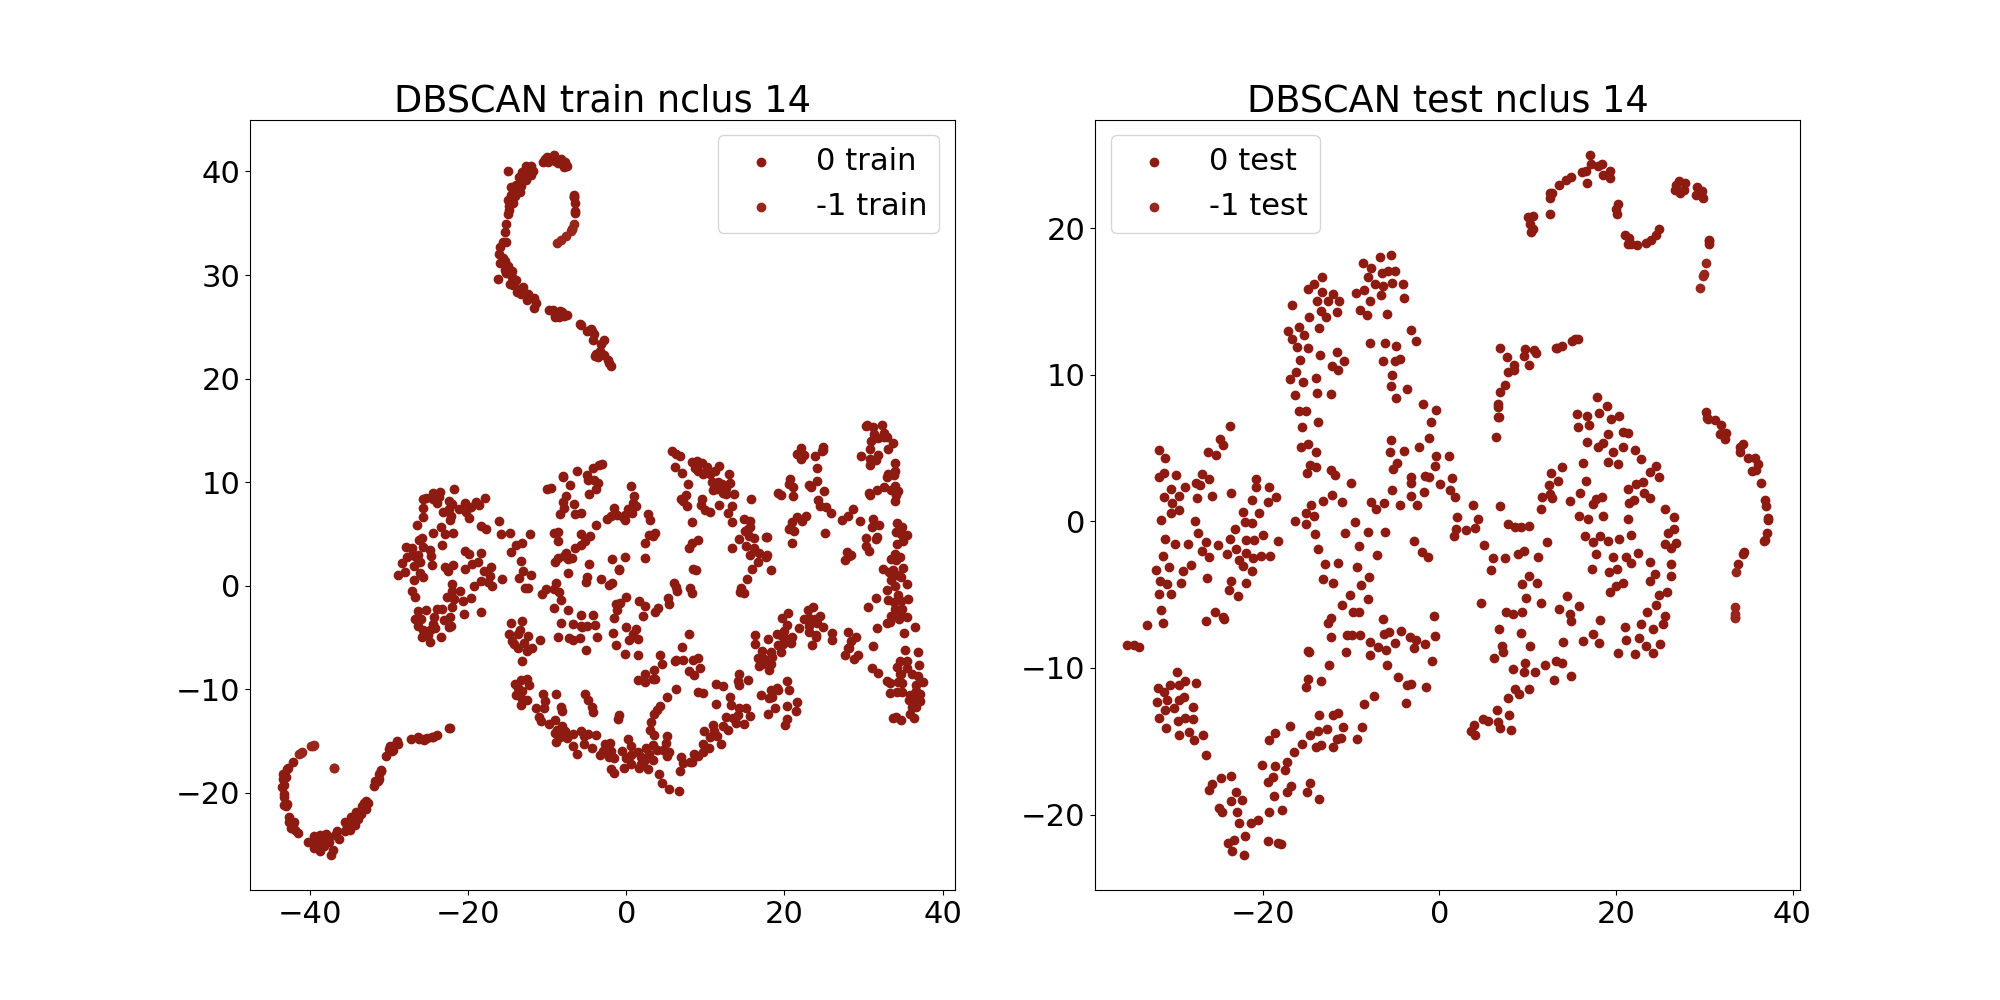 DBSCAN train nclus 14
0 train
-1 train
40
30
20
10
0
−10
−20
−40 −20 0 20 40
DBSCAN test nclus 14
0 test
-1 test
20
10
0
−10
−20
−20 0 20 40